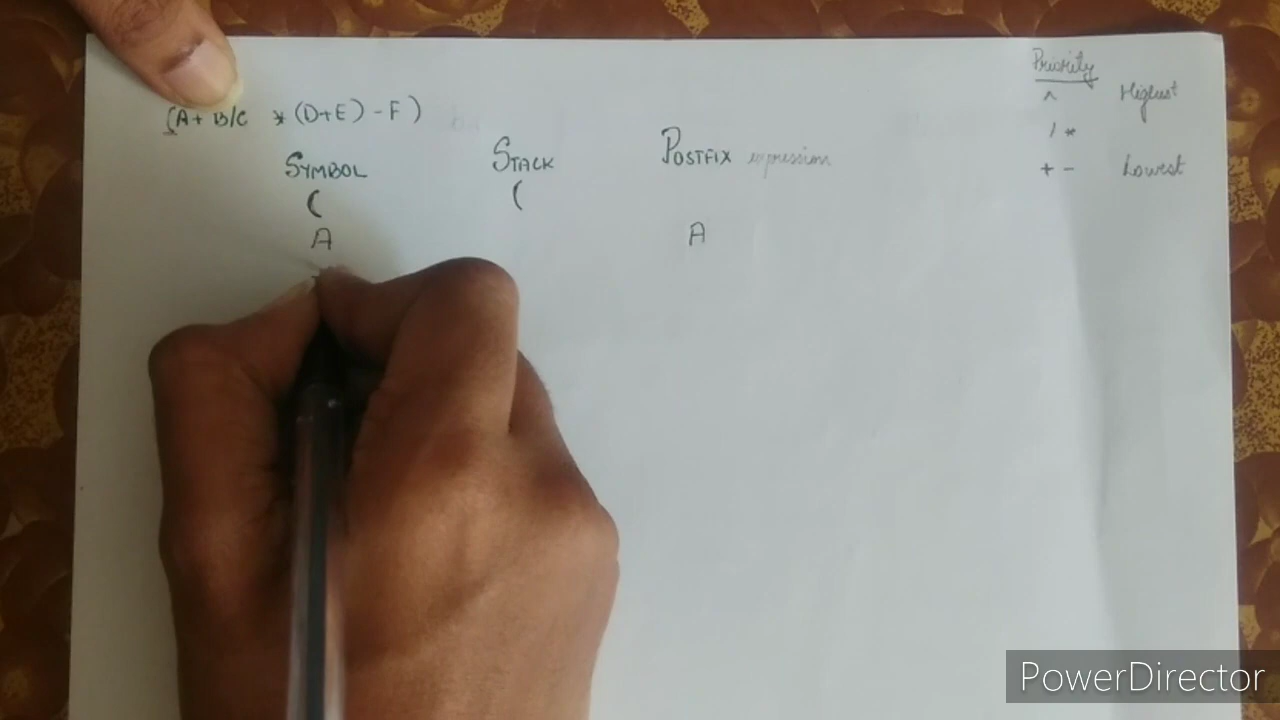 (A + B/C * (D+E) - F )
Priority
^ Highest
/ *
+ - Lowest
SYMBOL STACK POSTFIX expression
( (
A A
PowerDirector